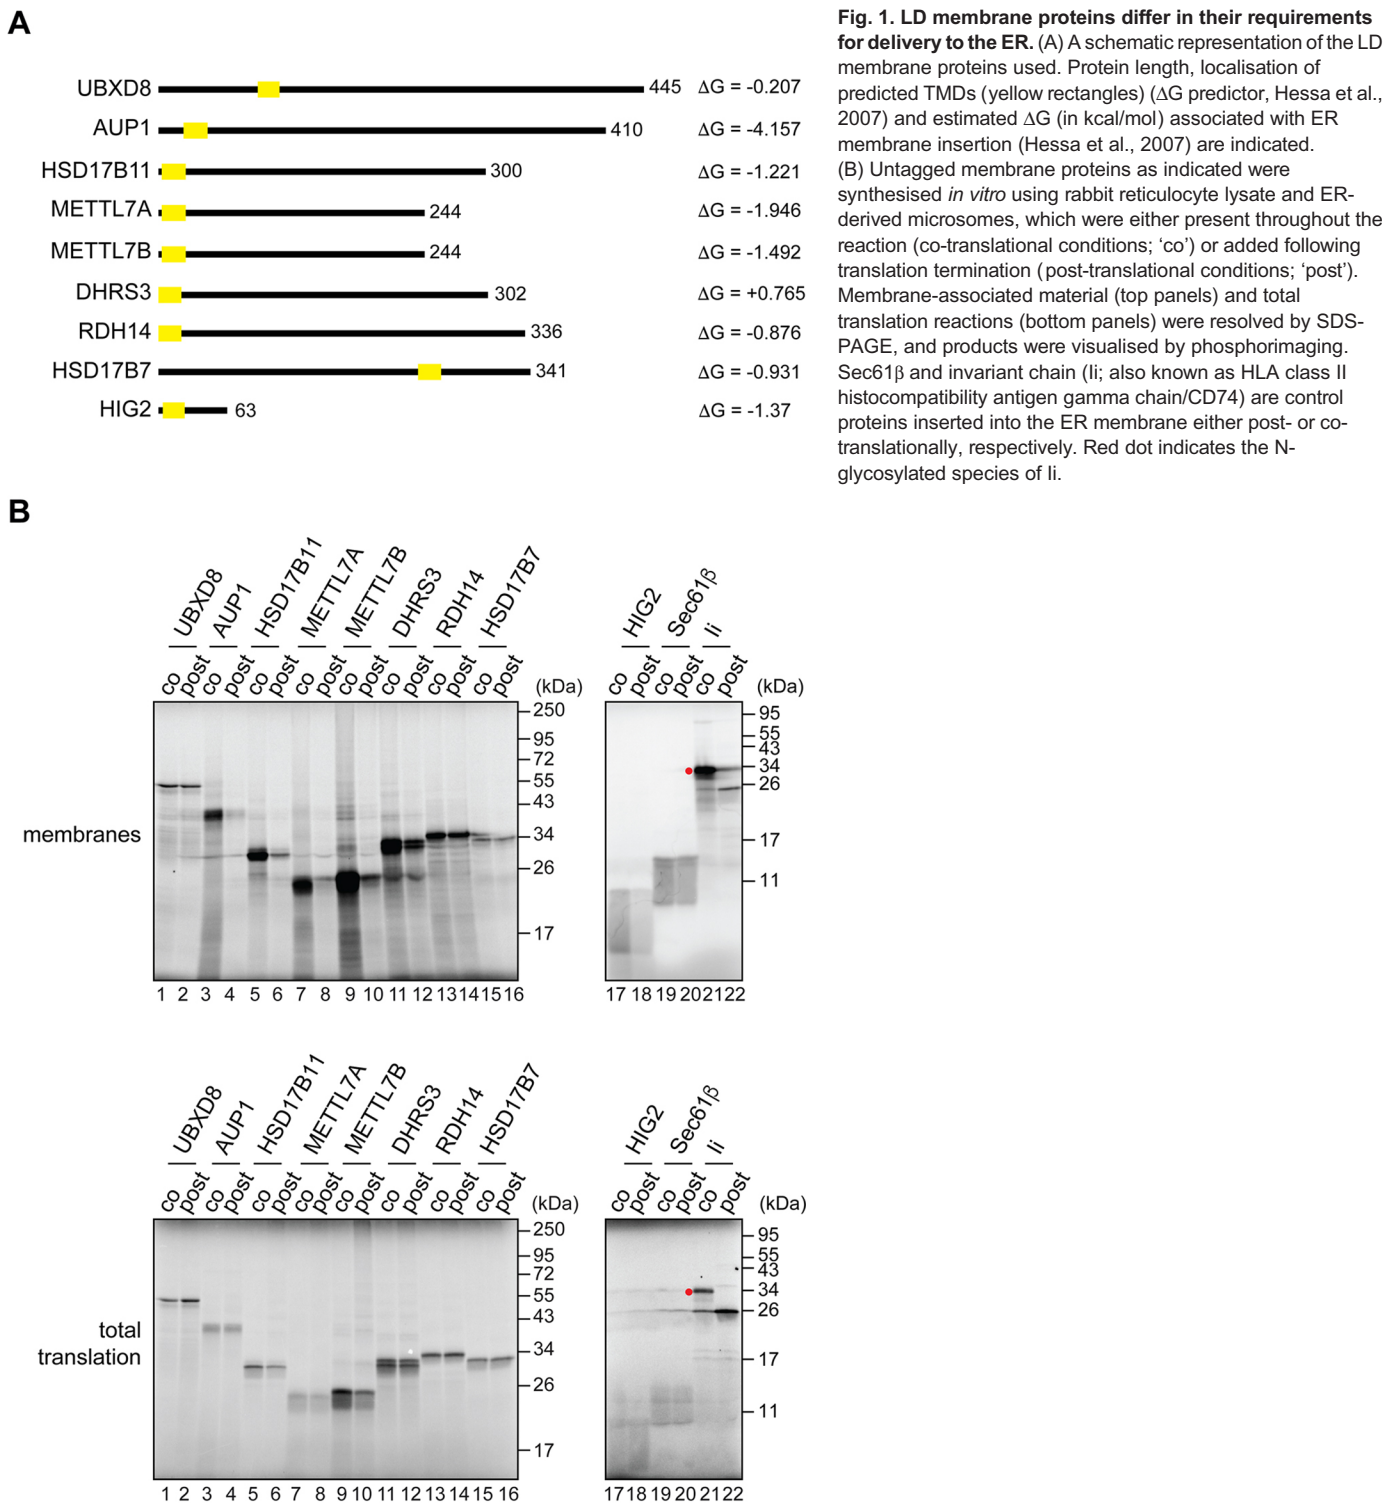 A
UBXD8 445 ΔG = -0.207
AUP1 410 ΔG = -4.157
HSD17B11 300 ΔG = -1.221
METTL7A 244 ΔG = -1.946
METTL7B 244 ΔG = -1.492
DHRS3 302 ΔG = +0.765
RDH14 336 ΔG = -0.876
HSD17B7 341 ΔG = -0.931
HIG2 63 ΔG = -1.37
Fig. 1. LD membrane proteins differ in their requirements
for delivery to the ER. (A) A schematic representation of the LD
membrane proteins used. Protein length, localisation of
predicted TMDs (yellow rectangles) (ΔG predictor, Hessa et al.,
2007) and estimated ΔG (in kcal/mol) associated with ER
membrane insertion (Hessa et al., 2007) are indicated.
(B) Untagged membrane proteins as indicated were
synthesised in vitro using rabbit reticulocyte lysate and ER-
derived microsomes, which were either present throughout the
reaction (co-translational conditions; ‘co’) or added following
translation termination (post-translational conditions; ‘post’).
Membrane-associated material (top panels) and total
translation reactions (bottom panels) were resolved by SDS-
PAGE, and products were visualised by phosphorimaging.
Sec61β and invariant chain (Ii; also known as HLA class II
histocompatibility antigen gamma chain/CD74) are control
proteins inserted into the ER membrane either post- or co-
translationally, respectively. Red dot indicates the N-
glycosylated species of Ii.
B
UBXD8 AUP1 HSD17B11 METTL7A METTL7B DHRS3 RDH14 HSD17B7
co post co post co post co post co post co post co post co post (kDa)
250
95
72
55
43
34
26
17
membranes
1 2 3 4 5 6 7 8 9 10 11 12 13 14 15 16
HIG2 Sec61β Ii
co post co post co post (kDa)
95
55
43
34
26
17
11
17 18 19 20 21 22
UBXD8 AUP1 HSD17B11 METTL7A METTL7B DHRS3 RDH14 HSD17B7
co post co post co post co post co post co post co post co post (kDa)
250
95
72
55
43
34
26
17
total
translation
1 2 3 4 5 6 7 8 9 10 11 12 13 14 15 16
HIG2 Sec61β Ii
co post co post co post (kDa)
95
55
43
34
26
17
11
17 18 19 20 21 22